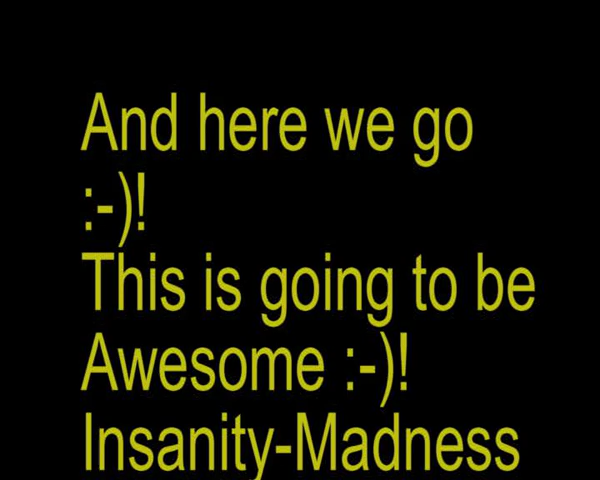 And here we go
:-)!
This is going to be
Awesome :-)!
Insanity-Madness